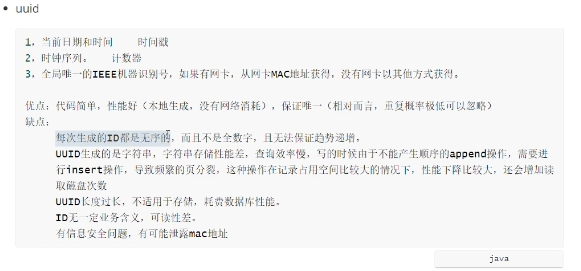 uuid
1，当前日期和时间 时间戳
2，时钟序列。 计数器
3，全局唯一的IEEE机器识别号，如果有网卡，从网卡MAC地址获得，没有网卡以其他方式获得。
优点：代码简单，性能好（本地生成，没有网络消耗），保证唯一（相对而言，重复概率极低可以忽略）
缺点：
每次生成的ID都是无序的，而且不是全数字，且无法保证趋势递增，
UUID生成的是字符串，字符串存储性能差，查询效率慢，写的时候由于不能产生顺序的append操作，需要进
行insert操作，导致频繁的页分裂，这种操作在记录占用空间比较大的情况下，性能下降比较大，还会增加读
取磁盘次数
UUID长度过长，不适用于存储，耗费数据库性能。
ID无一定业务含义，可读性差。
有信息安全问题，有可能泄露mac地址
java